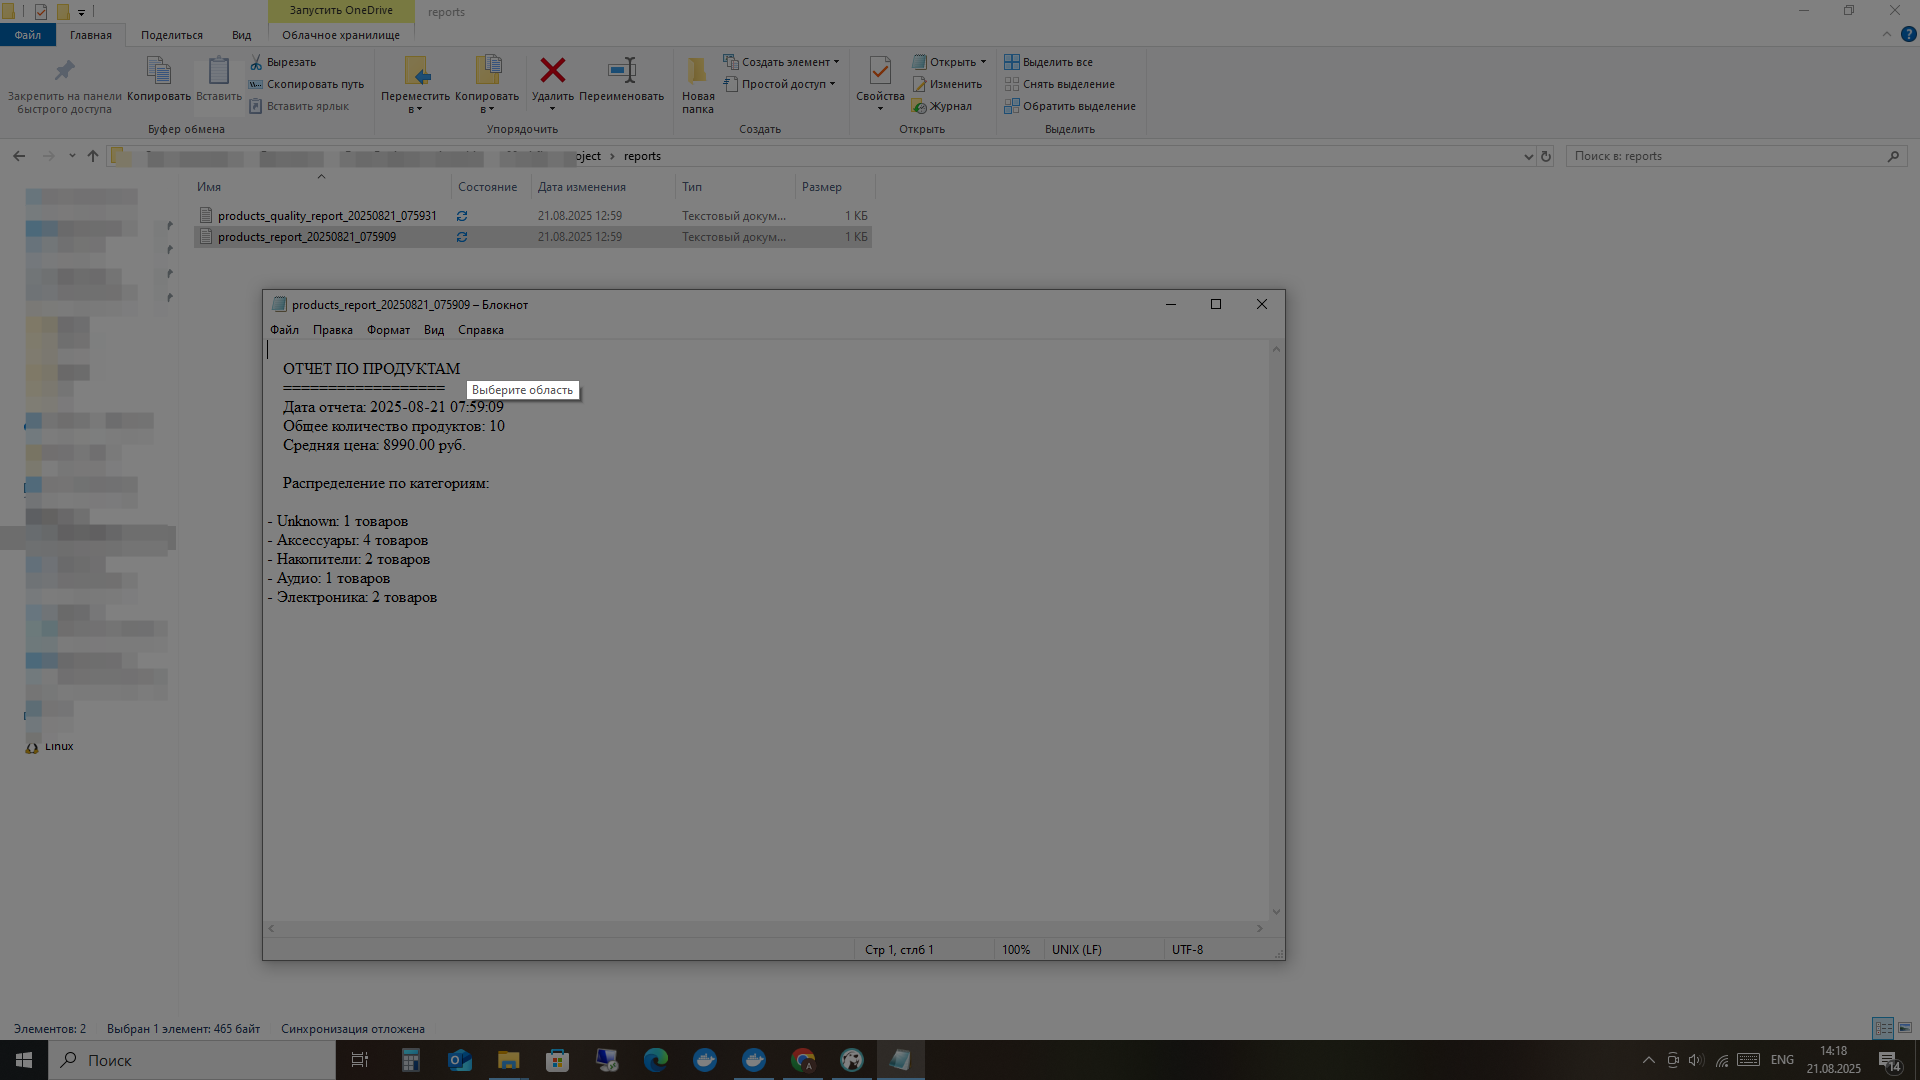 Запустить OneDrive
reports
Файл
Главная
Поделиться
Вид
Облачное хранилище
Закрепить на панели быстрого доступа
Копировать
Вставить
Вырезать
Скопировать путь
Вставить ярлык
Буфер обмена
Переместить в
Копировать в
Удалить
Переименовать
Упорядочить
Новая папка
Создать элемент
Простой доступ
Создать
Свойства
Открыть
Изменить
Журнал
Открыть
Выделить все
Снять выделение
Обратить выделение
Выделить
oject > reports
Поиск в: reports
Имя
Состояние
Дата изменения
Тип
Размер
products_quality_report_20250821_075931
21.08.2025 12:59
Текстовый докум...
1 КБ
products_report_20250821_075909
21.08.2025 12:59
Текстовый докум...
1 КБ
products_report_20250821_075909 – Блокнот
Файл
Правка
Формат
Вид
Справка
ОТЧЕТ ПО ПРОДУКТАМ
==================
Выберите область
Дата отчета: 2025-08-21 07:59:09
Общее количество продуктов: 10
Средняя цена: 8990.00 руб.
Распределение по категориям:
- Unknown: 1 товаров
- Аксессуары: 4 товаров
- Накопители: 2 товаров
- Аудио: 1 товаров
- Электроника: 2 товаров
Linux
Стр 1, стлб 1
100%
UNIX (LF)
UTF-8
Элементов: 2
Выбран 1 элемент: 465 байт
Синхронизация отложена
Поиск
ENG
14:18
21.08.2025
14